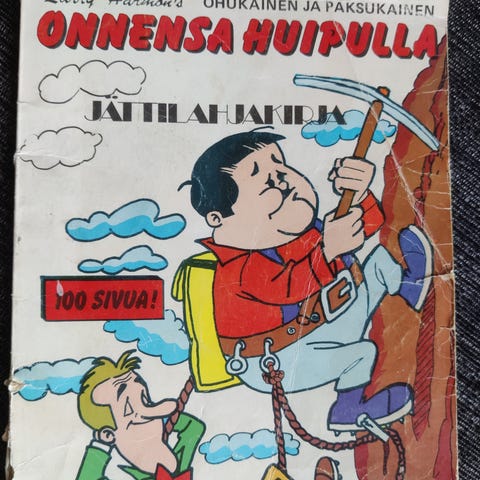 Larry Harmon's OHUKAINEN JA PAKSUKAINEN
ONNENSA HUIPULLA
JÄTTILAHJAKIRJA
100 SIVUA!